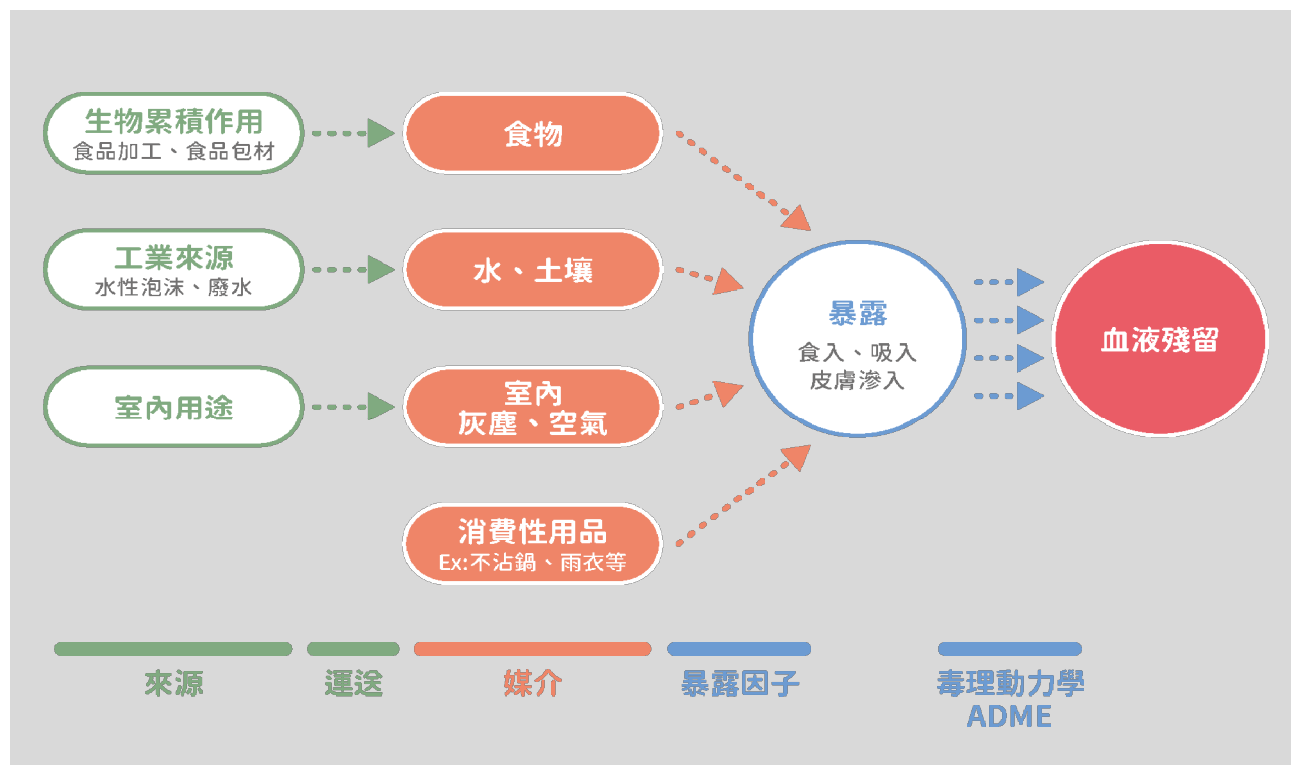 生物累積作用
食品加工、食品包材
食物
工業來源
水性泡沫、廢水
水、土壤
室內用途
室內
灰塵、空氣
消費性用品
Ex:不沾鍋、雨衣等
暴露
食入、吸入
皮膚滲入
血液殘留
來源
運送
媒介
暴露因子
毒理動力學
ADME